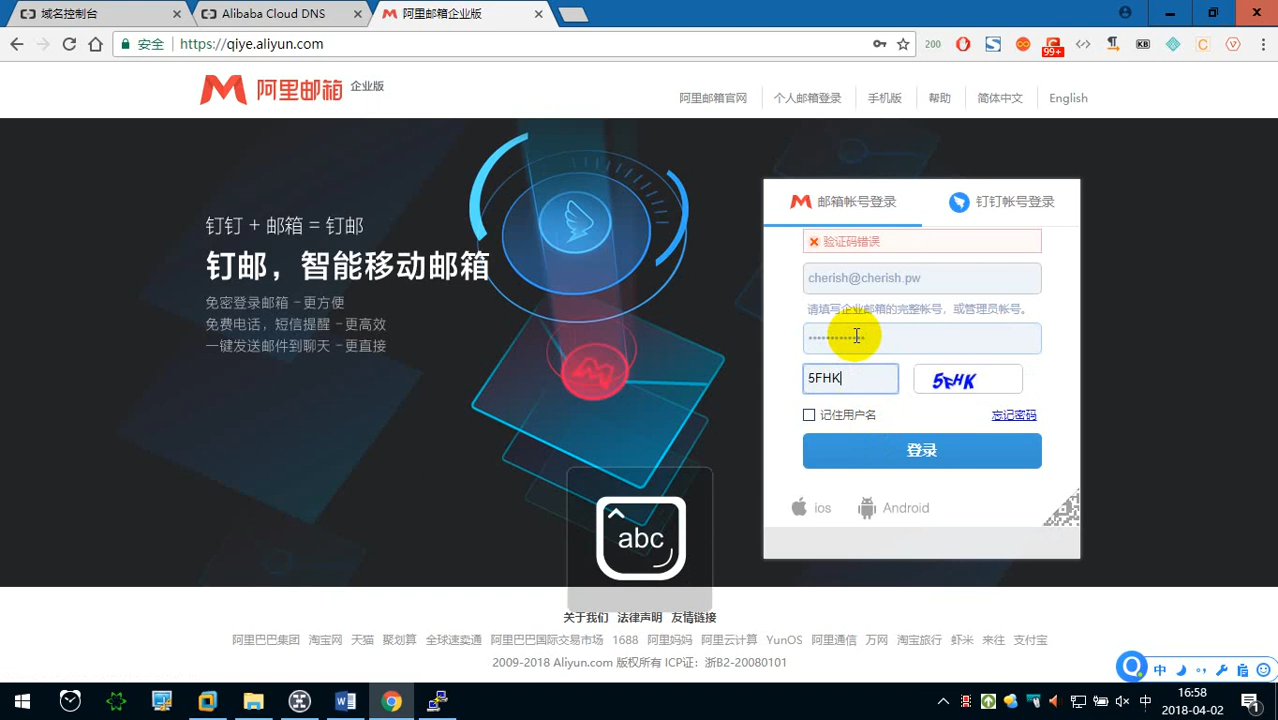 域名控制台
Alibaba Cloud DNS
阿里邮箱企业版
安全 https://qiye.aliyun.com
200
99+
KB
阿里邮箱 企业版
阿里邮箱官网 个人邮箱登录 手机版 帮助 简体中文 English
钉钉 + 邮箱 = 钉邮
钉邮，智能移动邮箱
免密登录邮箱 – 更方便
免费电话，短信提醒 – 更高效
一键发送邮件到聊天 – 更直接
邮箱帐号登录 钉钉帐号登录
验证码错误
cherish@cherish.pw
请填写企业邮箱的完整帐号，或管理员帐号。
5FHK 5FHK
记住用户名 忘记密码
登录
ios Android
abc
关于我们 法律声明 友情链接
阿里巴巴集团 淘宝网 天猫 聚划算 全球速卖通 阿里巴巴国际交易市场 1688 阿里妈妈 阿里云计算 YunOS 阿里通信 万网 淘宝旅行 虾米 来往 支付宝
2009-2018 Aliyun.com 版权所有 ICP证：浙B2-20080101
中
中
16:58
2018-04-02
1